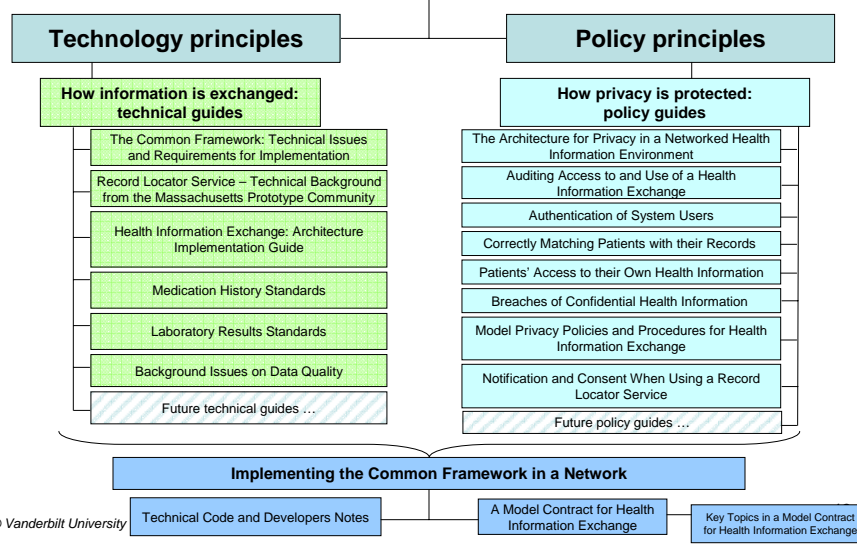 Technology principles
Policy principles
How information is exchanged:
technical guides
The Common Framework: Technical Issues
and Requirements for Implementation
Record Locator Service – Technical Background
from the Massachusetts Prototype Community
Health Information Exchange: Architecture
Implementation Guide
Medication History Standards
Laboratory Results Standards
Background Issues on Data Quality
Future technical guides …
How privacy is protected:
policy guides
The Architecture for Privacy in a Networked Health
Information Environment
Auditing Access to and Use of a Health
Information Exchange
Authentication of System Users
Correctly Matching Patients with their Records
Patients’ Access to their Own Health Information
Breaches of Confidential Health Information
Model Privacy Policies and Procedures for Health
Information Exchange
Notification and Consent When Using a Record
Locator Service
Future policy guides …
Implementing the Common Framework in a Network
Technical Code and Developers Notes
A Model Contract for Health
Information Exchange
Key Topics in a Model Contract
for Health Information Exchange
Vanderbilt University